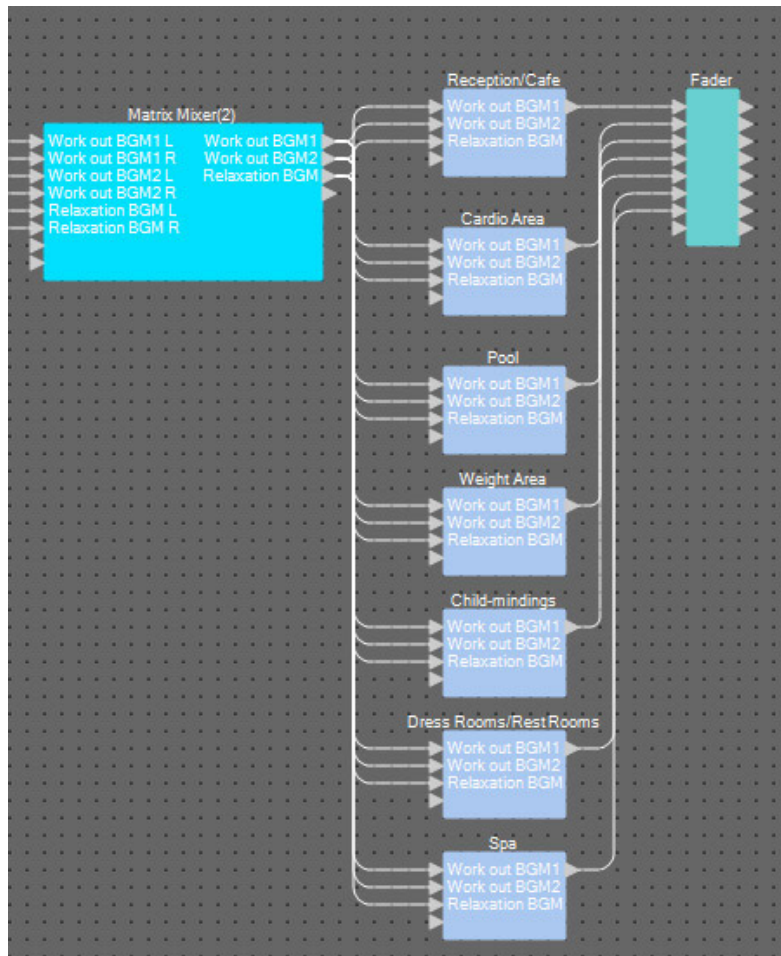 Reception/Cafe
Fader
Work out BGM1
Work out BGM2
Relaxation BGM
Matrix Mixer(2)
Work out BGM1 L Work out BGM1
Work out BGM1 R Work out BGM2
Work out BGM2 L Relaxation BGM
Work out BGM2 R
Relaxation BGM L
Relaxation BGM R
Cardio Area
Work out BGM1
Work out BGM2
Relaxation BGM
Pool
Work out BGM1
Work out BGM2
Relaxation BGM
Weight Area
Work out BGM1
Work out BGM2
Relaxation BGM
Child-mindings
Work out BGM1
Work out BGM2
Relaxation BGM
Dress Rooms/Rest Rooms
Work out BGM1
Work out BGM2
Relaxation BGM
Spa
Work out BGM1
Work out BGM2
Relaxation BGM